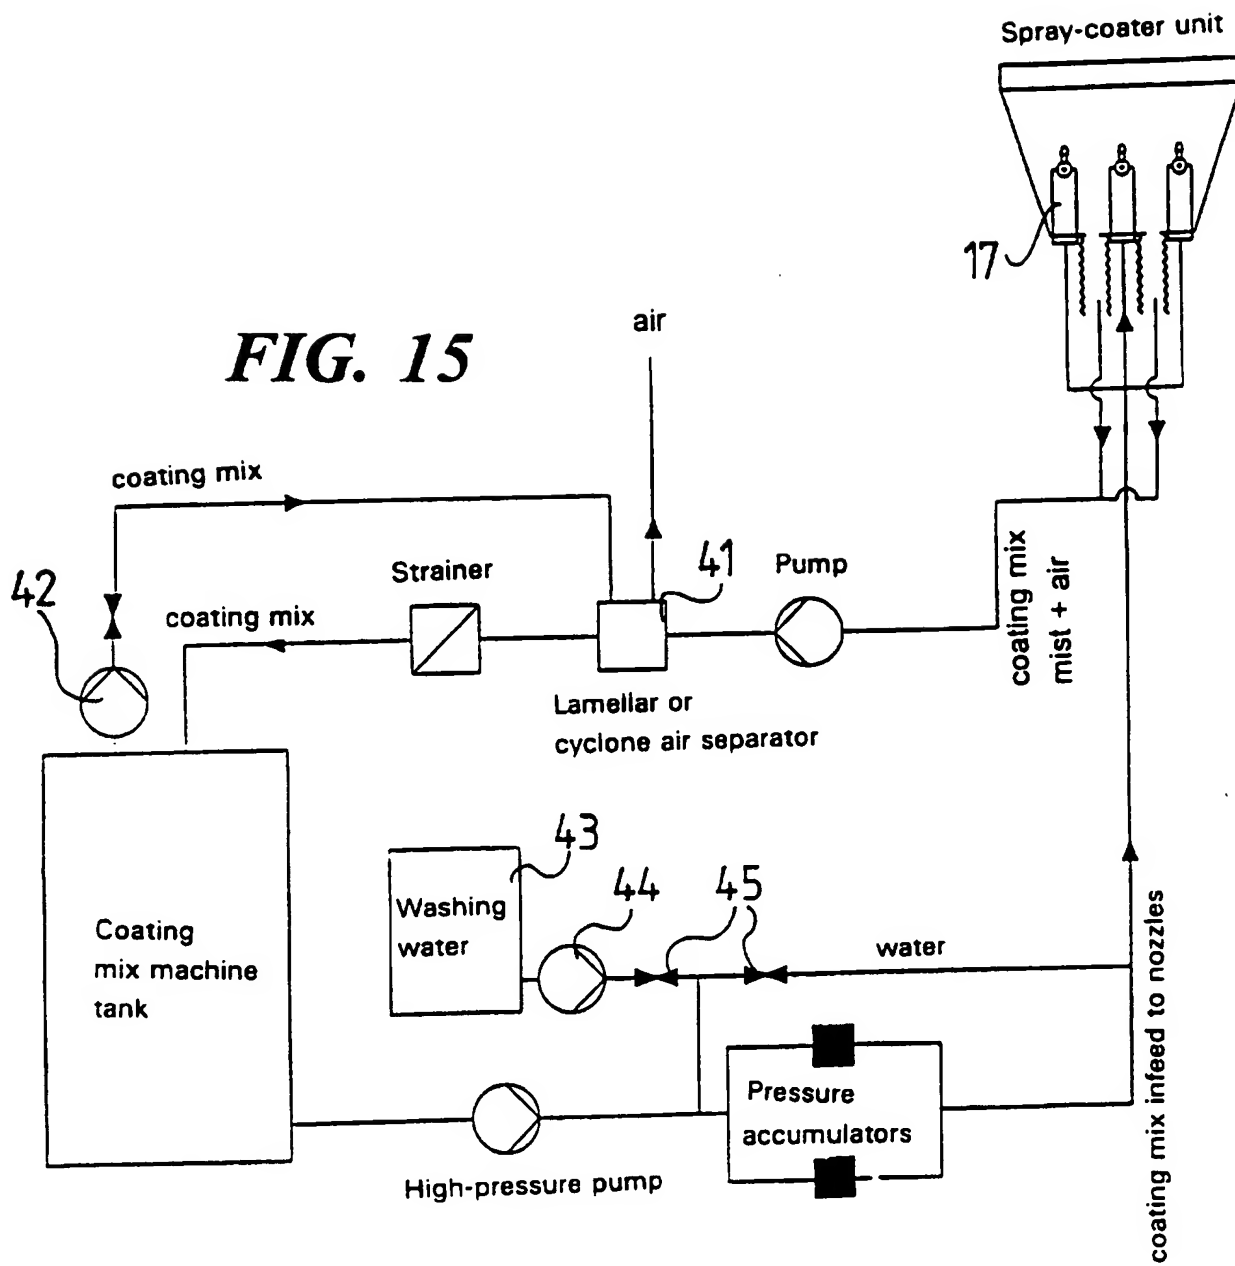 Spray-coater unit
17
FIG. 15
air
coating mix
41
Pump
Strainer
42
coating mix
coating mix
mist + air
Lamellar or
cyclone air separator
43
44
45
Washing
water
water
Coating
mix machine
tank
coating mix infeed to nozzles
Pressure
accumulators
High-pressure pump